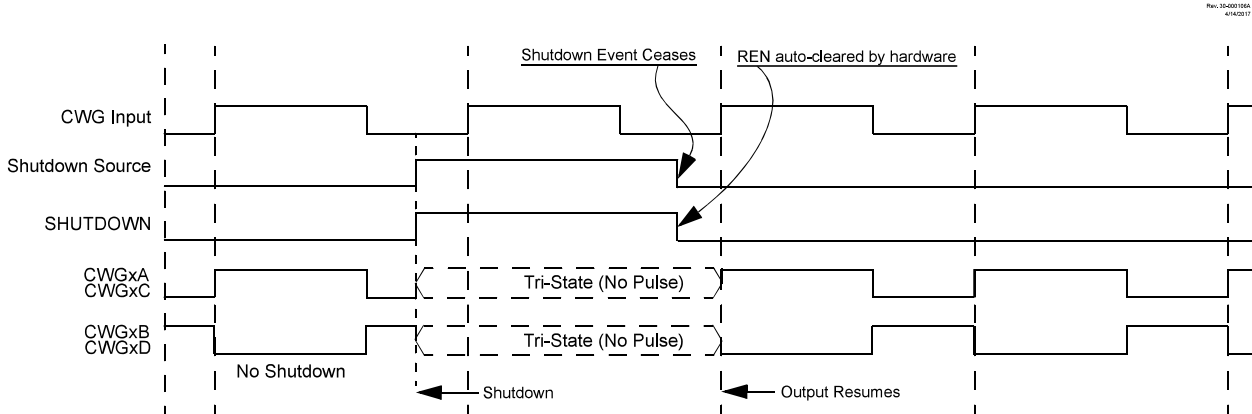 Rev. 30-000106A
4/14/2017
Shutdown Event Ceases
REN auto-cleared by hardware
CWG Input
Shutdown Source
SHUTDOWN
CWGxA
CWGxC
Tri-State (No Pulse)
CWGxB
CWGxD
Tri-State (No Pulse)
No Shutdown
Shutdown
Output Resumes